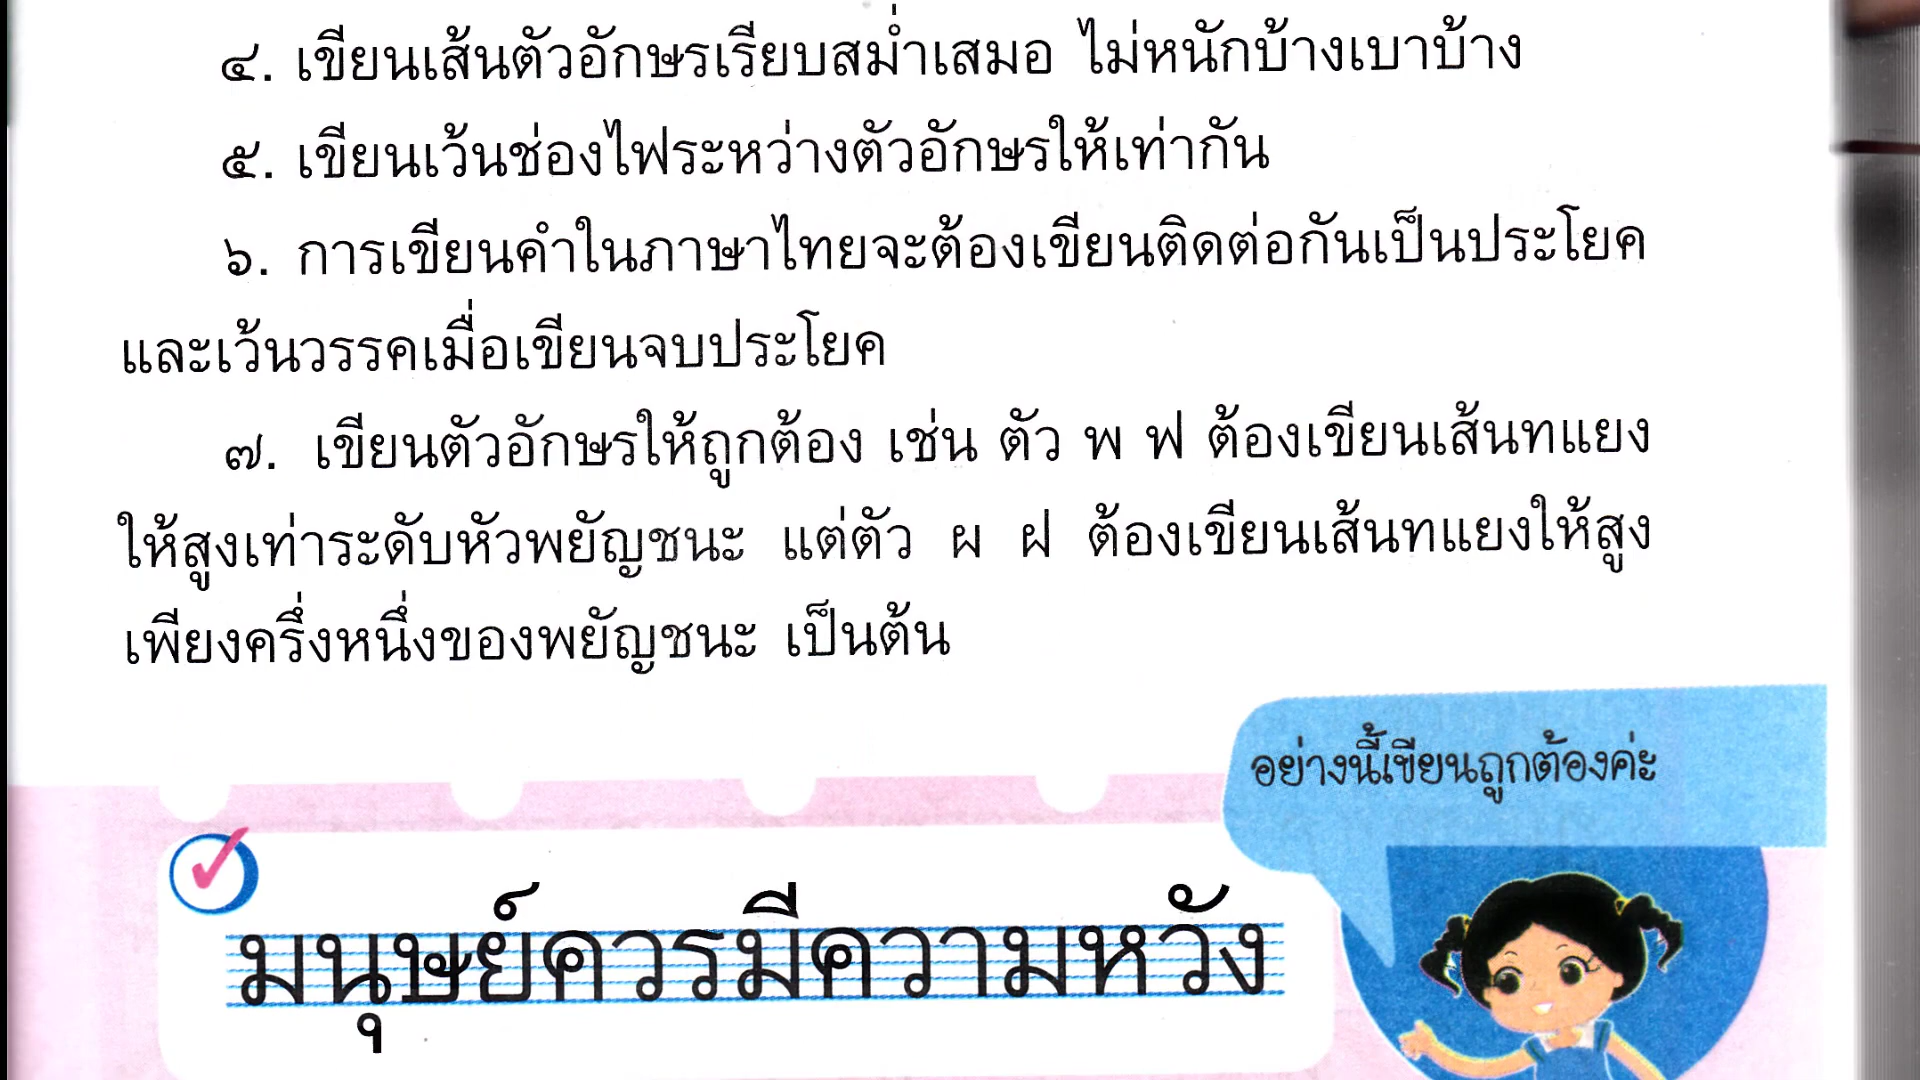 ๔. เขียนเส้นตัวอักษรเรียบสม่ำเสมอ ไม่หนักบ้างเบาบ้าง
๕. เขียนเว้นช่องไฟระหว่างตัวอักษรให้เท่ากัน
๖. การเขียนคำในภาษาไทยจะต้องเขียนติดต่อกันเป็นประโยค
และเว้นวรรคเมื่อเขียนจบประโยค
๗. เขียนตัวอักษรให้ถูกต้อง เช่น ตัว พ ฟ ต้องเขียนเส้นทแยง
ให้สูงเท่าระดับหัวพยัญชนะ แต่ตัว ผ ฝ ต้องเขียนเส้นทแยงให้สูง
เพียงครึ่งหนึ่งของพยัญชนะ เป็นต้น
อย่างนี้เขียนถูกต้องค่ะ
มนุษย์ควรมีความหวัง